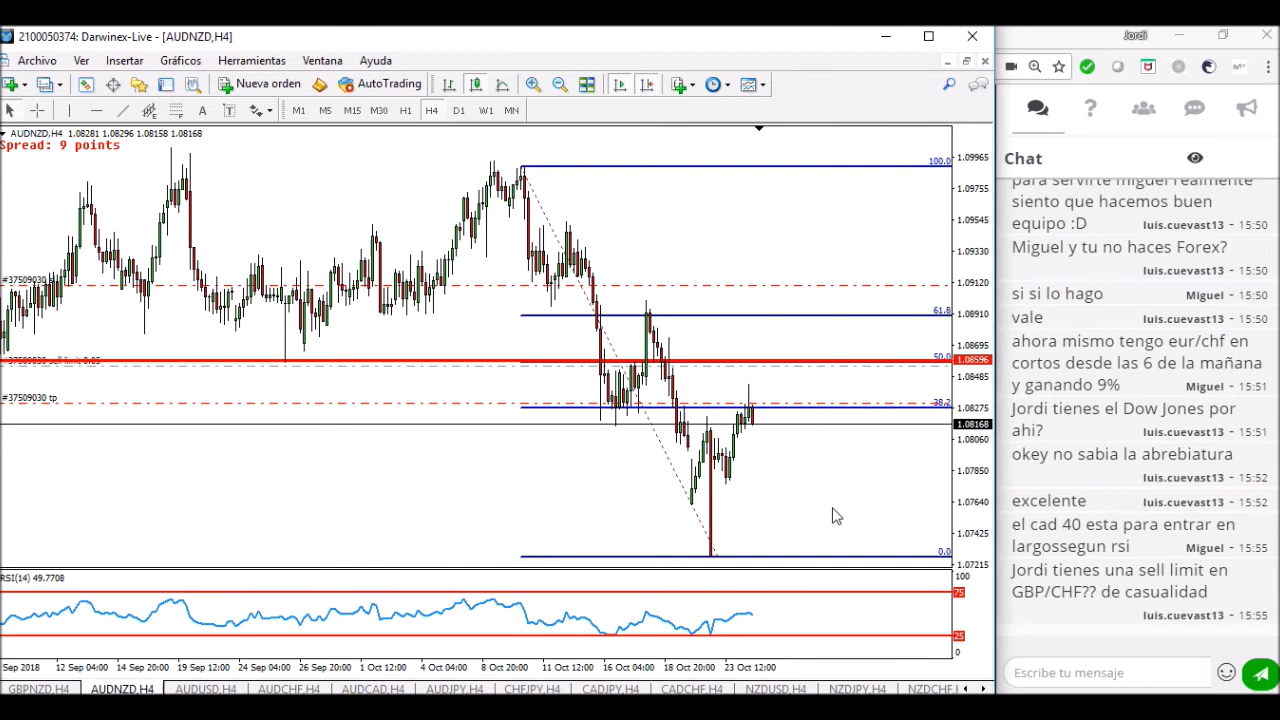 2100050374: Darwinex-Live - [AUDNZD,H4]
Jordi
Archivo Ver Insertar Gráficos Herramientas Ventana Ayuda
Nueva orden AutoTrading
A T M1 M5 M15 M30 H1 H4 D1 W1 MN
AUDNZD,H4 1.08281 1.08296 1.08158 1.08168
Spread: 9 points
100.0
61.8
50.0
38.2
0.0
#37509030
#37509030 sell limit 0.05
#37509030 tp
1.09965
1.09755
1.09545
1.09330
1.09120
1.08910
1.08695
1.08596
1.08485
1.08275
1.08168
1.08060
1.07850
1.07640
1.07425
1.07215
RSI(14) 49.7708
100
75
25
0
Sep 2018 12 Sep 04:00 14 Sep 20:00 19 Sep 12:00 24 Sep 04:00 26 Sep 20:00 1 Oct 12:00 4 Oct 04:00 8 Oct 20:00 11 Oct 12:00 16 Oct 04:00 18 Oct 20:00 23 Oct 12:00
GBPNZD,H4 AUDNZD,H4 AUDUSD,H4 AUDCHF,H4 AUDCAD,H4 AUDJPY,H4 CHFJPY,H4 CADJPY,H4 CADCHF,H4 NZDUSD,H4 NZDJPY,H4 NZDCHF,H
Chat
para servirte miguel realmente
siento que hacemos buen
equipo :D
luis.cuevast13 - 15:50
Miguel y tu no haces Forex?
luis.cuevast13 - 15:50
si si lo hago
Miguel - 15:50
vale
luis.cuevast13 - 15:50
ahora mismo tengo eur/chf en
cortos desde las 6 de la mañana
y ganando 9%
Miguel - 15:51
Jordi tienes el Dow Jones por
ahi?
luis.cuevast13 - 15:51
okey no sabia la abrebiatura
luis.cuevast13 - 15:52
excelente
luis.cuevast13 - 15:52
el cad 40 esta para entrar en
largossegun rsi
Miguel - 15:55
Jordi tienes una sell limit en
GBP/CHF?? de casualidad
luis.cuevast13 - 15:55
Escribe tu mensaje